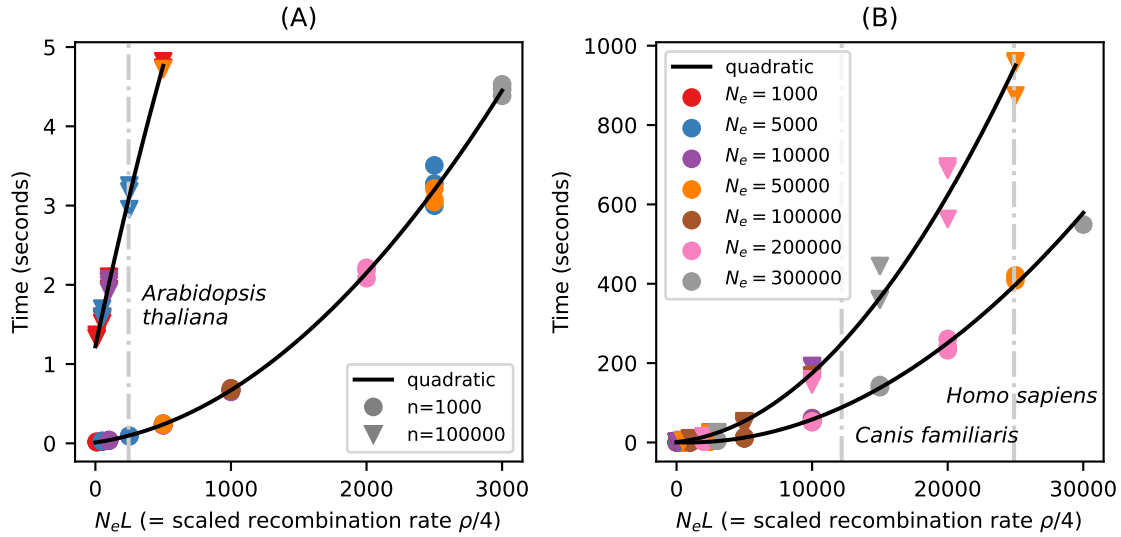 (A)
Time (seconds)
5
4
3
2
1
0
Arabidopsis
thaliana
quadratic
n=1000
n=100000
0 1000 2000 3000
N_eL (= scaled recombination rate ρ/4)
(B)
Time (seconds)
1000
800
600
400
200
0
quadratic
N_e = 1000
N_e = 5000
N_e = 10000
N_e = 50000
N_e = 100000
N_e = 200000
N_e = 300000
Homo sapiens
Canis familiaris
0 10000 20000 30000
N_eL (= scaled recombination rate ρ/4)